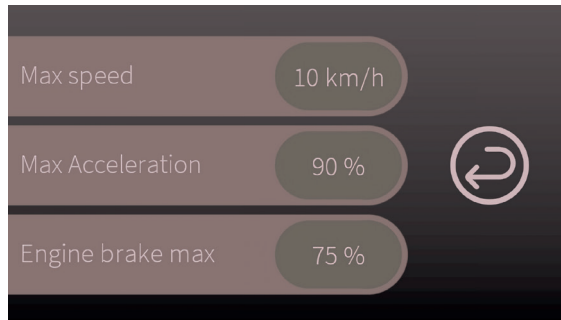 Max speed 10 km/h
Max Acceleration 90 %
Engine brake max 75 %